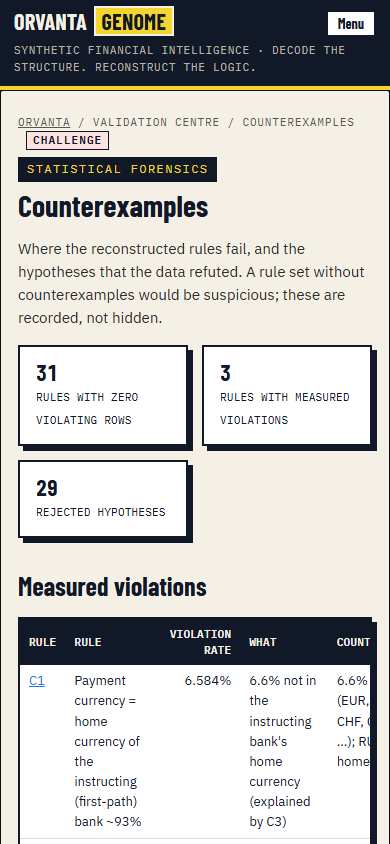 ORVANTA GENOME
Menu
SYNTHETIC FINANCIAL INTELLIGENCE · DECODE THE
STRUCTURE. RECONSTRUCT THE LOGIC.
ORVANTA / VALIDATION CENTRE / COUNTEREXAMPLES
CHALLENGE
STATISTICAL FORENSICS
Counterexamples
Where the reconstructed rules fail, and the
hypotheses that the data refuted. A rule set without
counterexamples would be suspicious; these are
recorded, not hidden.
31
RULES WITH ZERO
VIOLATING ROWS
3
RULES WITH MEASURED
VIOLATIONS
29
REJECTED HYPOTHESES
Measured violations
RULE RULE VIOLATION RATE WHAT COUNT
C1
Payment
currency =
home
currency of
the
instructing
(first-path)
bank ~93%
6.584%
6.6% not in
the
instructing
bank's
home
currency
(explained
by C3)
6.6%
(EUR,
CHF,
…);
home